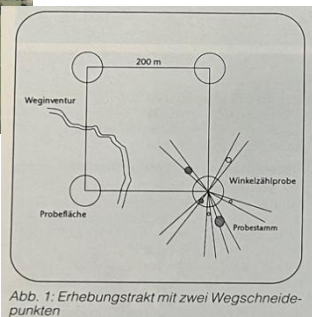 200 m
Weginventur
Winkelzählprobe
Probefläche
Probestamm
Abb. 1: Erhebungstrakt mit zwei Wegschneide-
punkten